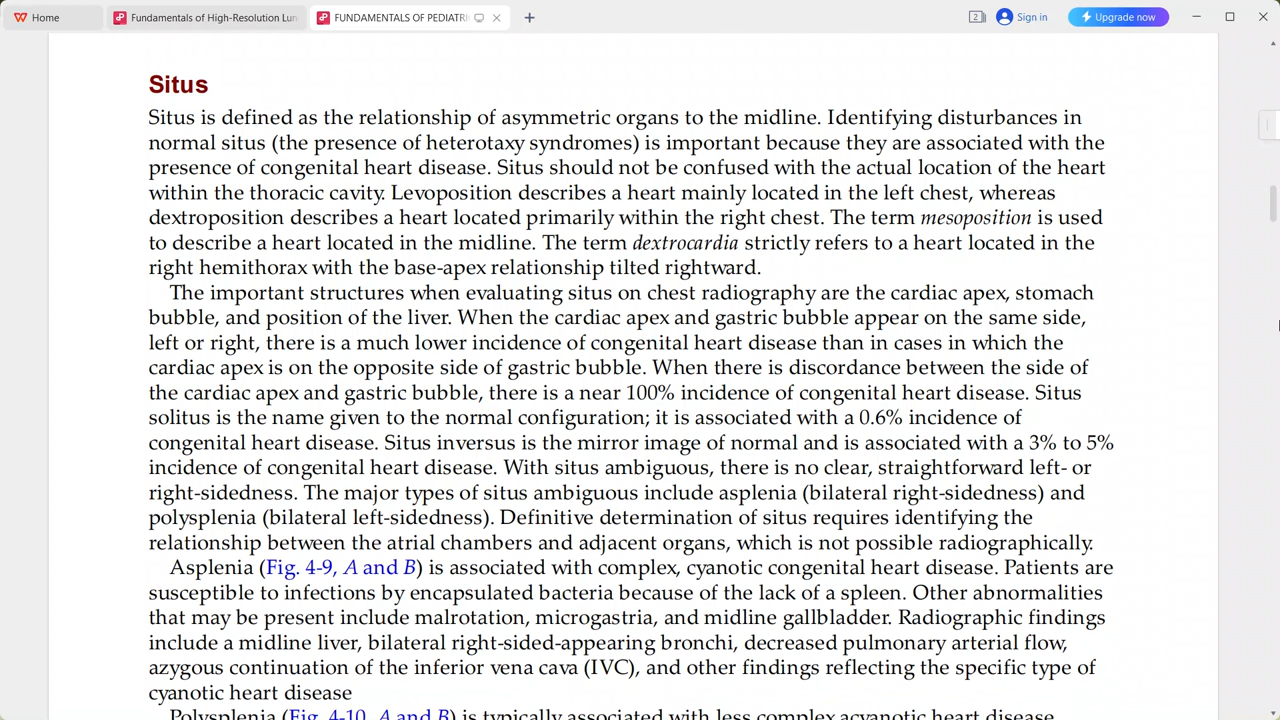 Home
Fundamentals of High-Resolution Lun
FUNDAMENTALS OF PEDIATRI
2
Sign in
Upgrade now
Situs
Situs is defined as the relationship of asymmetric organs to the midline. Identifying disturbances in
normal situs (the presence of heterotaxy syndromes) is important because they are associated with the
presence of congenital heart disease. Situs should not be confused with the actual location of the heart
within the thoracic cavity. Levoposition describes a heart mainly located in the left chest, whereas
dextroposition describes a heart located primarily within the right chest. The term mesoposition is used
to describe a heart located in the midline. The term dextrocardia strictly refers to a heart located in the
right hemithorax with the base-apex relationship tilted rightward.
The important structures when evaluating situs on chest radiography are the cardiac apex, stomach
bubble, and position of the liver. When the cardiac apex and gastric bubble appear on the same side,
left or right, there is a much lower incidence of congenital heart disease than in cases in which the
cardiac apex is on the opposite side of gastric bubble. When there is discordance between the side of
the cardiac apex and gastric bubble, there is a near 100% incidence of congenital heart disease. Situs
solitus is the name given to the normal configuration; it is associated with a 0.6% incidence of
congenital heart disease. Situs inversus is the mirror image of normal and is associated with a 3% to 5%
incidence of congenital heart disease. With situs ambiguous, there is no clear, straightforward left- or
right-sidedness. The major types of situs ambiguous include asplenia (bilateral right-sidedness) and
polysplenia (bilateral left-sidedness). Definitive determination of situs requires identifying the
relationship between the atrial chambers and adjacent organs, which is not possible radiographically.
Asplenia (Fig. 4-9, A and B) is associated with complex, cyanotic congenital heart disease. Patients are
susceptible to infections by encapsulated bacteria because of the lack of a spleen. Other abnormalities
that may be present include malrotation, microgastria, and midline gallbladder. Radiographic findings
include a midline liver, bilateral right-sided-appearing bronchi, decreased pulmonary arterial flow,
azygous continuation of the inferior vena cava (IVC), and other findings reflecting the specific type of
cyanotic heart disease
Polysplenia (Fig. 4-10, A and B) is typically associated with less complex acyanotic heart disease